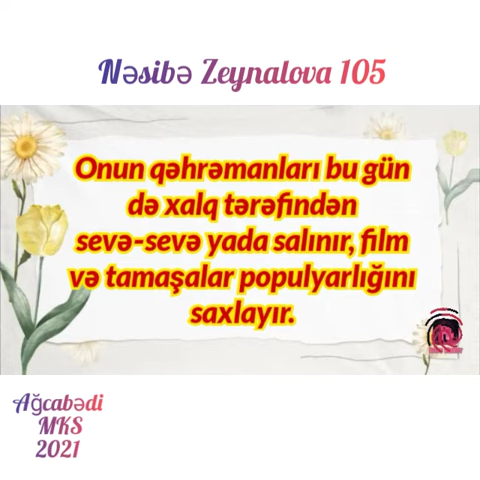 Nəsibə Zeynalova 105
Onun qəhrəmanları bu gün
də xalq tərəfindən
sevə-sevə yada salınır, film
və tamaşalar populyarlığını
saxlayır.
Ağcabədi
MKS
2021